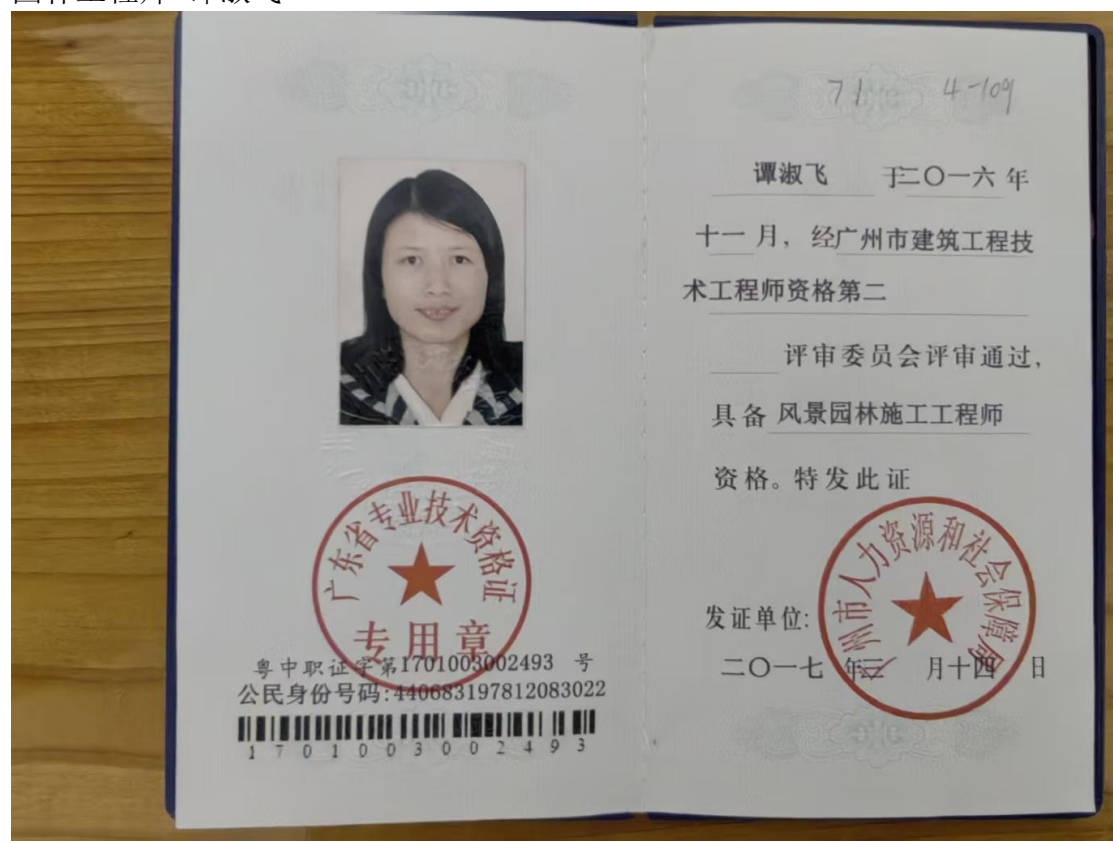 7 1 4-109
谭淑飞 于二〇一六 年
十一 月，经广州市建筑工程技
术工程师资格第二
评审委员会评审通过，
具备 风景园林施工工程师
资格。特发此证
发证单位：
广州市人力资源和社会保障局
二〇一七 年 月十四 日
广东省专业技术资格证
专用章
粤中职证字第1701003002493 号
公民身份号码:440683197812083022
1701003002493